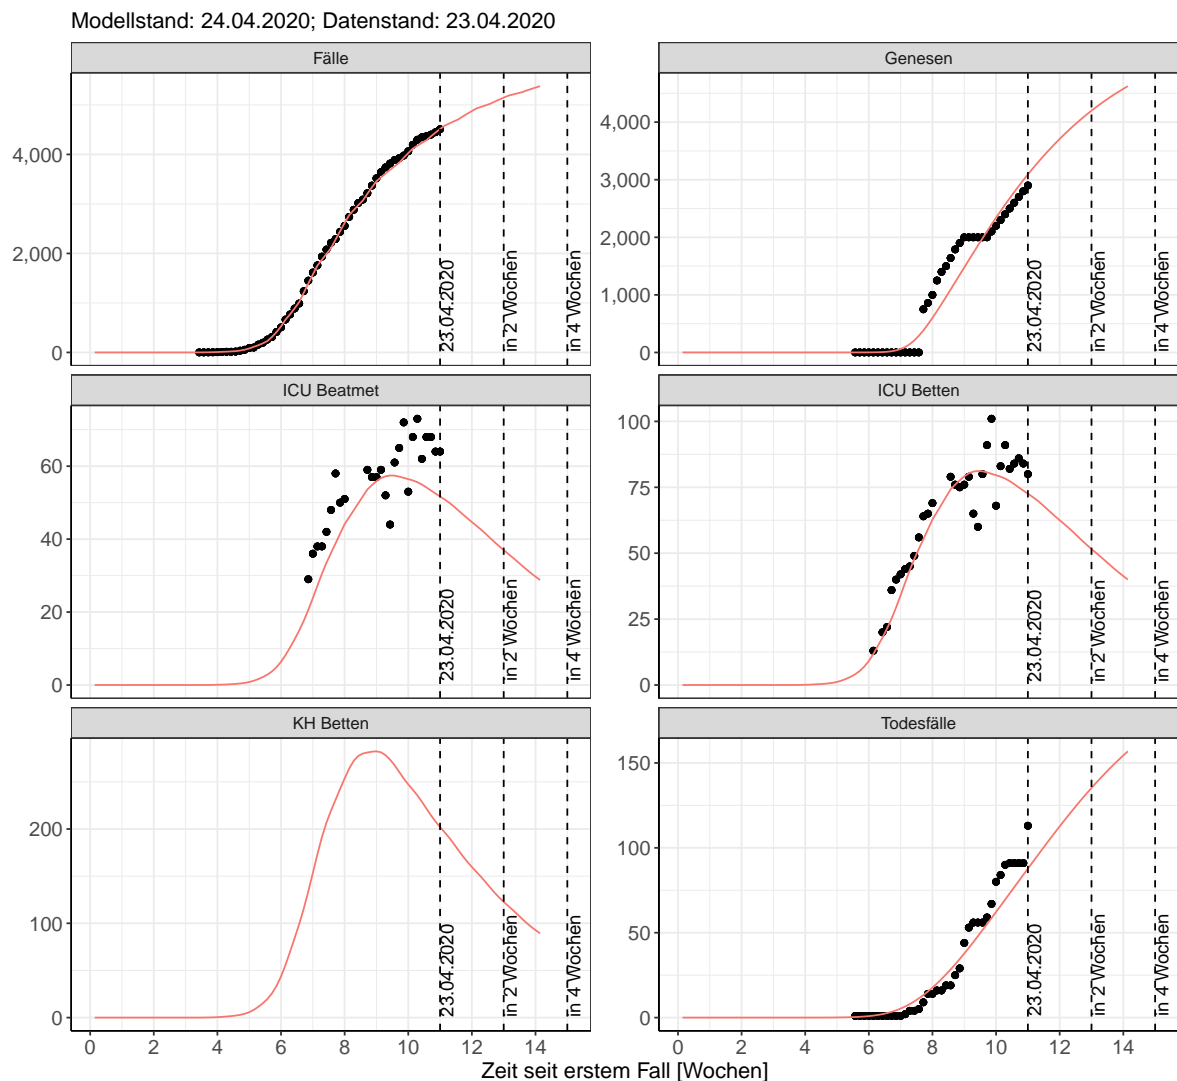 Modellstand: 24.04.2020; Datenstand: 23.04.2020
Fälle
Genesen
4,000
2,000
0
23.04.2020
in 2 Wochen
in 4 Wochen
4,000
3,000
2,000
1,000
0
23.04.2020
in 2 Wochen
in 4 Wochen
ICU Beatmet
ICU Betten
60
40
20
0
23.04.2020
in 2 Wochen
in 4 Wochen
100
75
50
25
0
23.04.2020
in 2 Wochen
in 4 Wochen
KH Betten
Todesfälle
200
100
0
23.04.2020
in 2 Wochen
in 4 Wochen
150
100
50
0
23.04.2020
in 2 Wochen
in 4 Wochen
0 2 4 6 8 10 12 14
0 2 4 6 8 10 12 14
Zeit seit erstem Fall [Wochen]